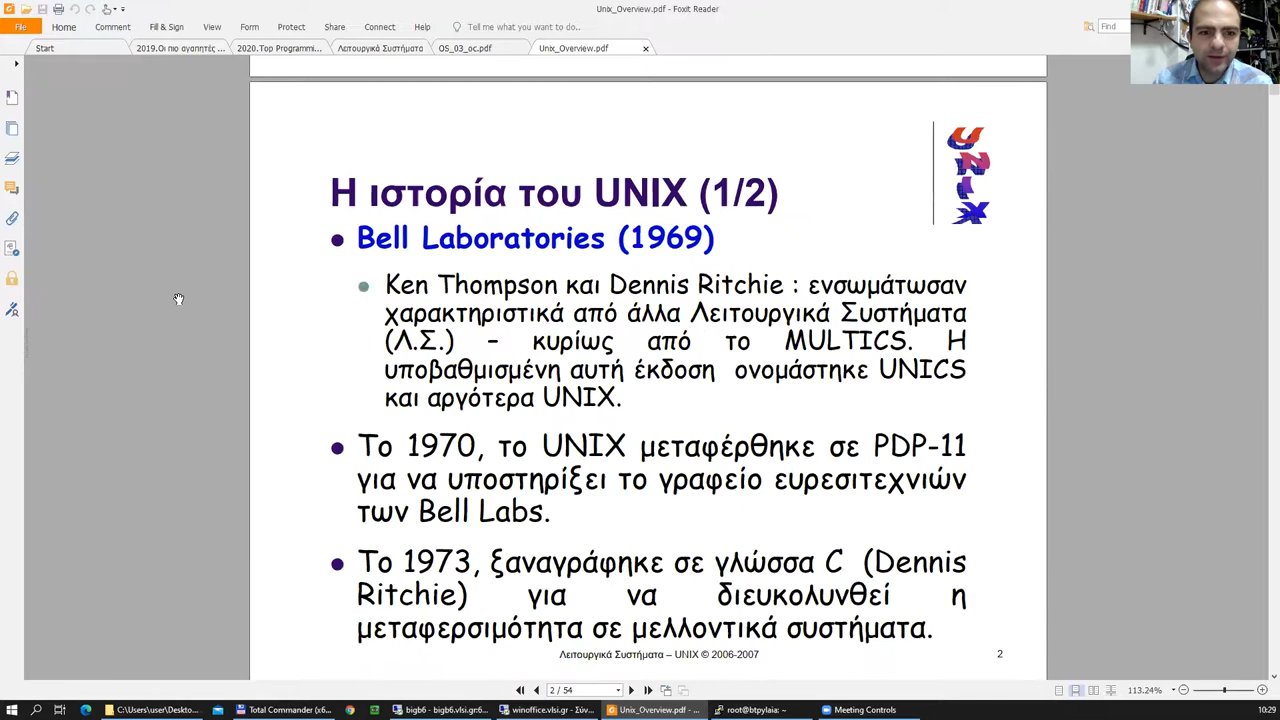 Unix_Overview.pdf - Foxit Reader
File Home Comment Fill & Sign View Form Protect Share Connect Help Tell me what you want to do... Find
Start 2019.Οι πιο αγαπητές ... 2020.Top Programmi... Λειτουργικά Συστήματα OS_03_oc.pdf Unix_Overview.pdf
UNIX
Η ιστορία του UNIX (1/2)
Bell Laboratories (1969)
Ken Thompson και Dennis Ritchie : ενσωμάτωσαν
χαρακτηριστικά από άλλα Λειτουργικά Συστήματα
(Λ.Σ.) – κυρίως από το MULTICS. Η
υποβαθμισμένη αυτή έκδοση ονομάστηκε UNICS
και αργότερα UNIX.
Το 1970, το UNIX μεταφέρθηκε σε PDP-11
για να υποστηρίξει το γραφείο ευρεσιτεχνιών
των Bell Labs.
Το 1973, ξαναγράφηκε σε γλώσσα C (Dennis
Ritchie) για να διευκολυνθεί η
μεταφερσιμότητα σε μελλοντικά συστήματα.
Λειτουργικά Συστήματα – UNIX © 2006-2007
2
2 / 54
113.24%
C:\Users\user\Deskto... Total Commander (x6... bigb6 - bigb6.vlsi.gr:6... winoffice.vlsi.gr - Σύν... Unix_Overview.pdf - ... root@btpylaia: ~ Meeting Controls 10:29